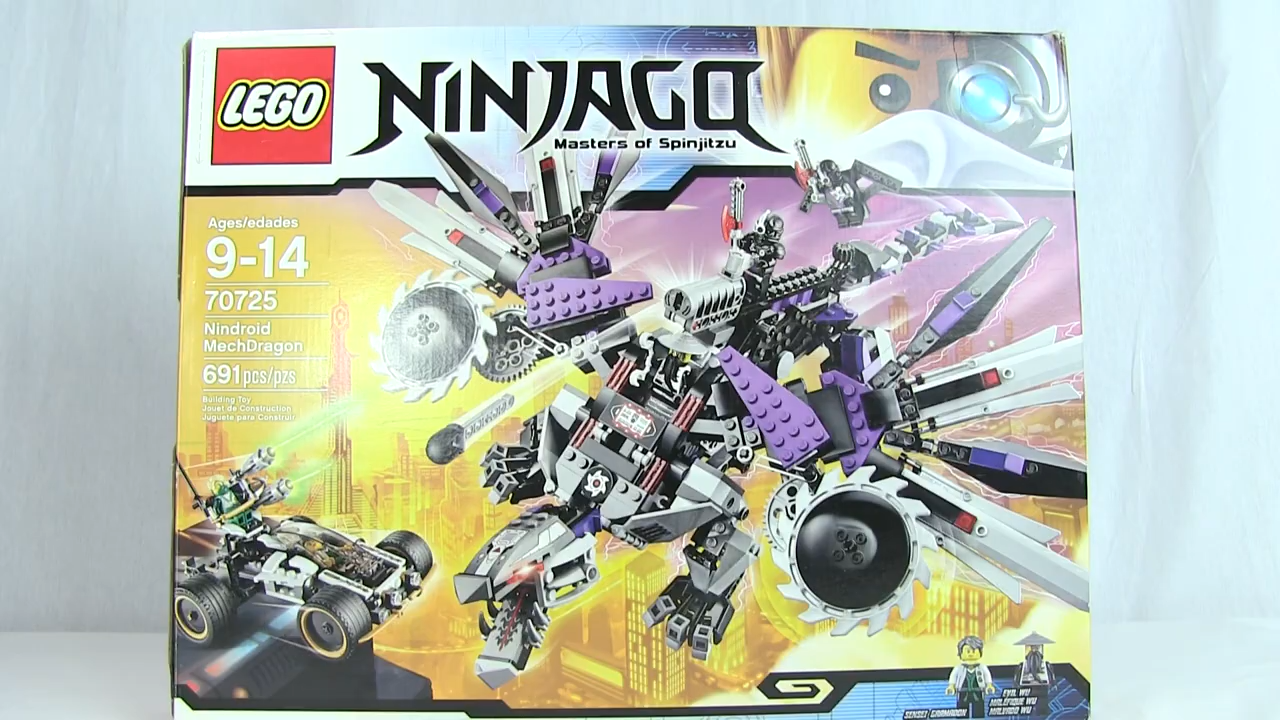 LEGO
NINJAGO
Masters of Spinjitzu
Ages/edades
9-14
70725
Nindroid
MechDragon
691pcs/pzs
Building Toy
Jouet de Construction
Juguete para Construir
SENSEI GARMADON
EVIL WU
MALÉFIQUE WU
MALVADO WU